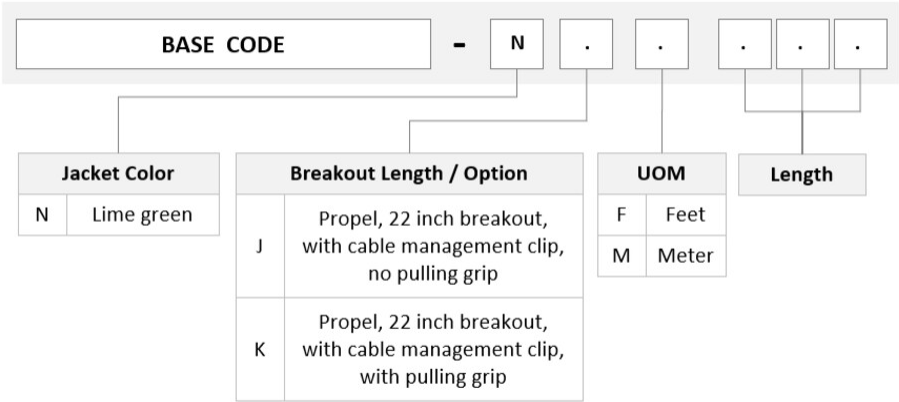 BASE CODE - N . . . . .
Jacket Color
N Lime green
Breakout Length / Option
J Propel, 22 inch breakout,
with cable management clip,
no pulling grip
K Propel, 22 inch breakout,
with cable management clip,
with pulling grip
UOM
F Feet
M Meter
Length